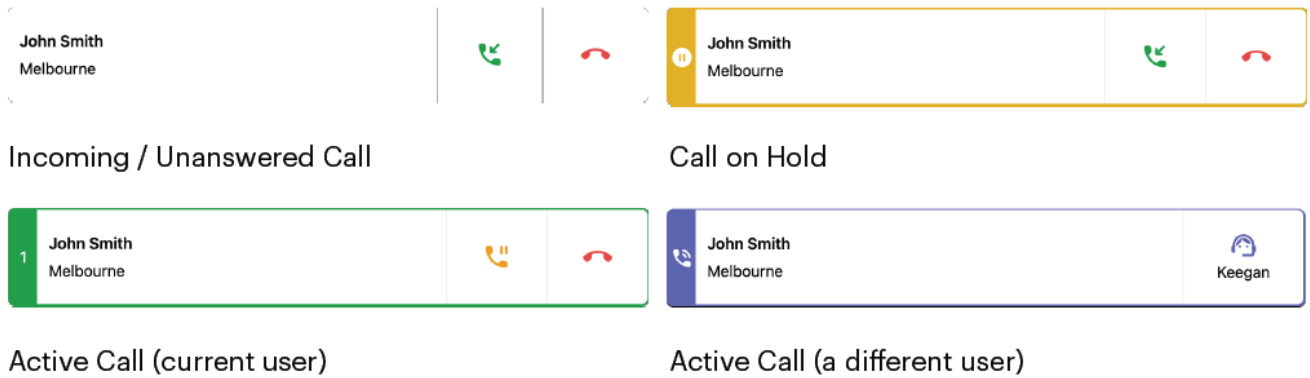 John Smith
Melbourne
Incoming / Unanswered Call
John Smith
Melbourne
Call on Hold
1
John Smith
Melbourne
Active Call (current user)
John Smith
Melbourne
Keegan
Active Call (a different user)